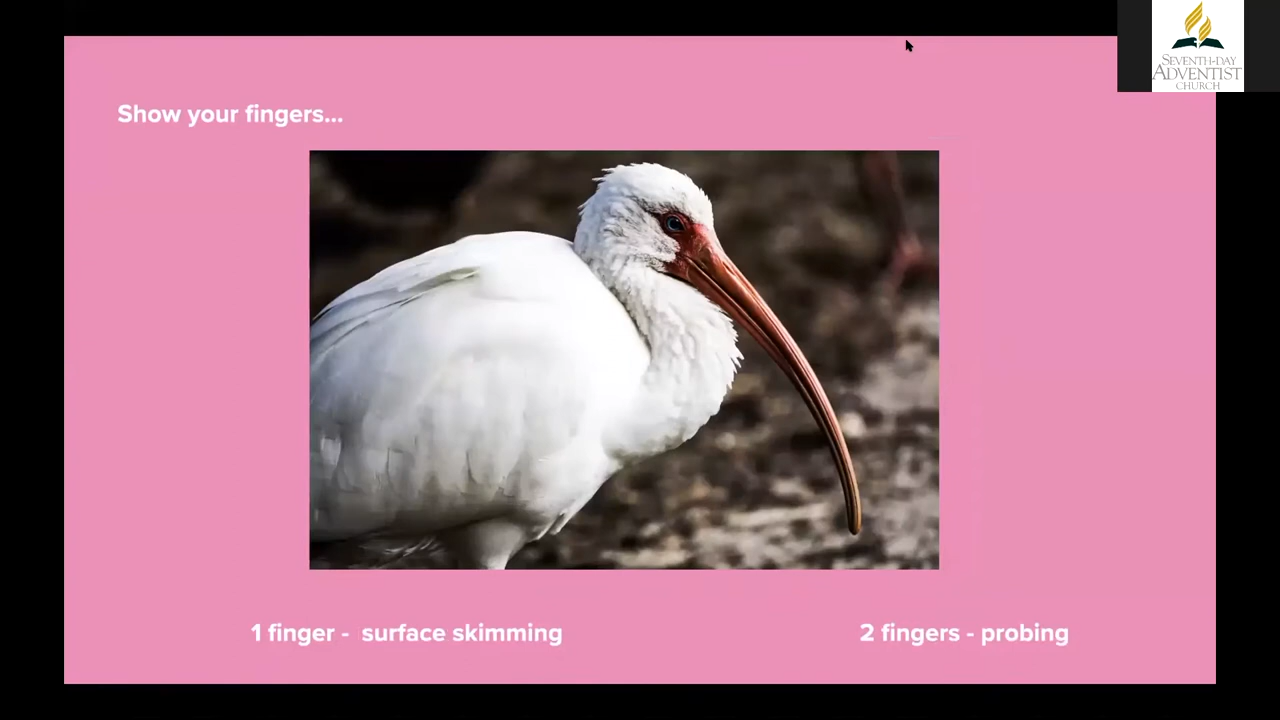 SEVENTH-DAY
ADVENTIST
CHURCH
Show your fingers...
1 finger - surface skimming
2 fingers - probing